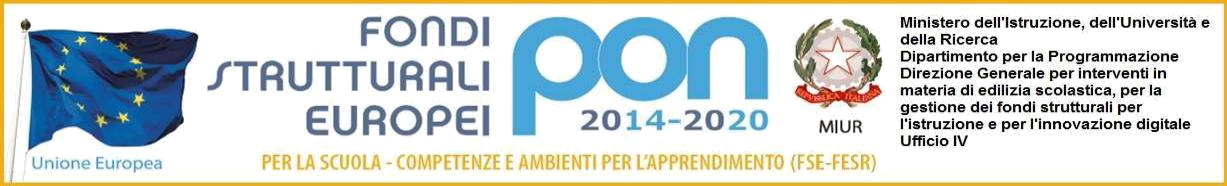 FONDI
STRUTTURALI
EUROPEI
pon
2014-2020
Unione Europea
REPVBBLICA ITALIANA
MIUR
PER LA SCUOLA - COMPETENZE E AMBIENTI PER L'APPRENDIMENTO (FSE-FESR)
Ministero dell'Istruzione, dell'Università e
della Ricerca
Dipartimento per la Programmazione
Direzione Generale per interventi in
materia di edilizia scolastica, per la
gestione dei fondi strutturali per
l'istruzione e per l'innovazione digitale
Ufficio IV